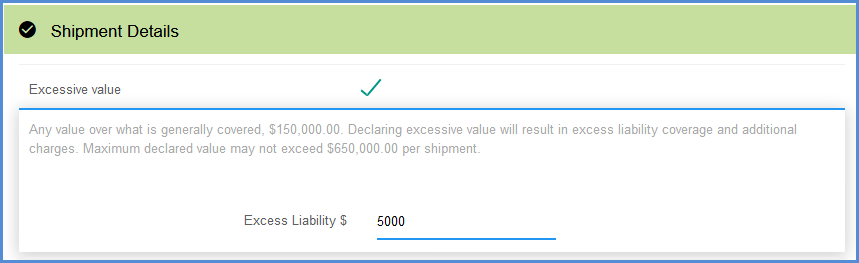 Shipment Details
Excessive value
Any value over what is generally covered, $150,000.00. Declaring excessive value will result in excess liability coverage and additional
charges. Maximum declared value may not exceed $650,000.00 per shipment.
Excess Liability $ 5000